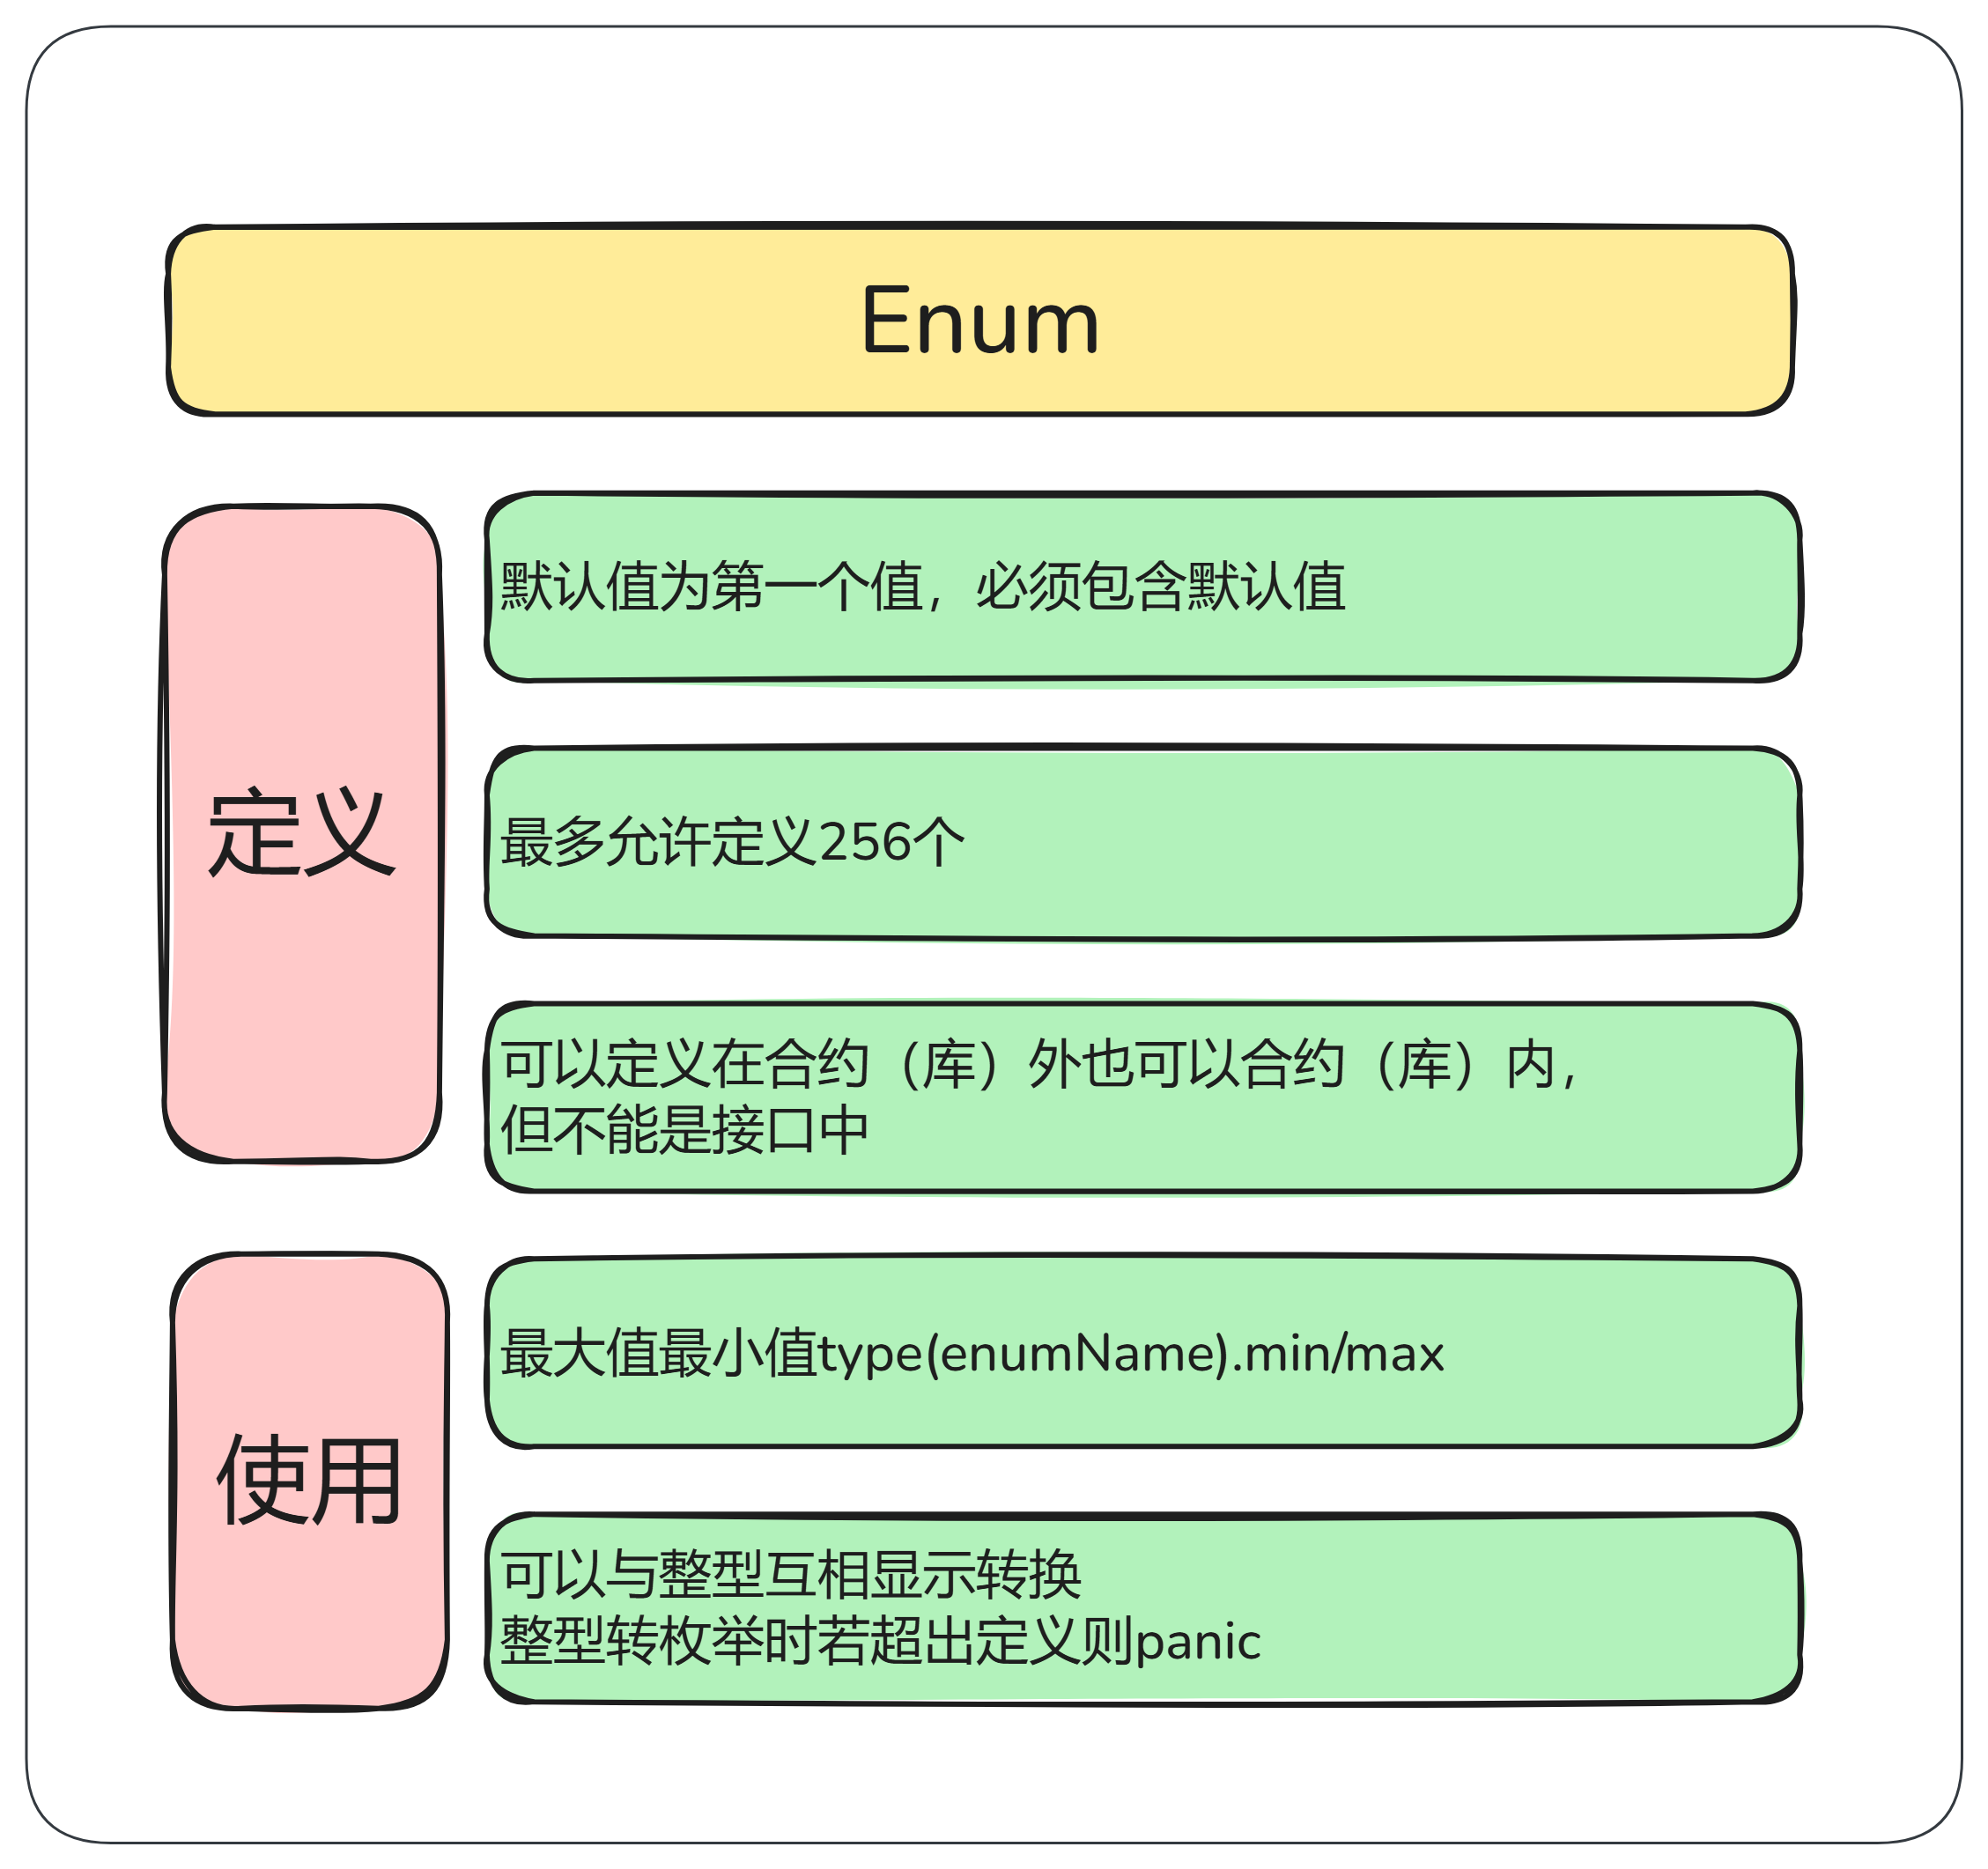 Enum
定义
默认值为第一个值，必须包含默认值
最多允许定义256个
可以定义在合约（库）外也可以合约（库）内，
但不能是接口中
使用
最大值最小值type(enumName).min/max
可以与整型互相显示转换
整型转枚举时若超出定义则panic